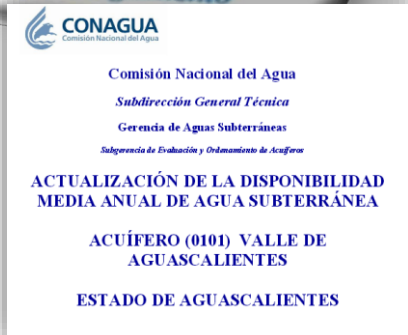 CONAGUA
Comisión Nacional del Agua
Comisión Nacional del Agua
Subdirección General Técnica
Gerencia de Aguas Subterráneas
Subgerencia de Evaluación y Ordenamiento de Acuíferos
ACTUALIZACIÓN DE LA DISPONIBILIDAD
MEDIA ANUAL DE AGUA SUBTERRÁNEA
ACUÍFERO (0101) VALLE DE
AGUASCALIENTES
ESTADO DE AGUASCALIENTES